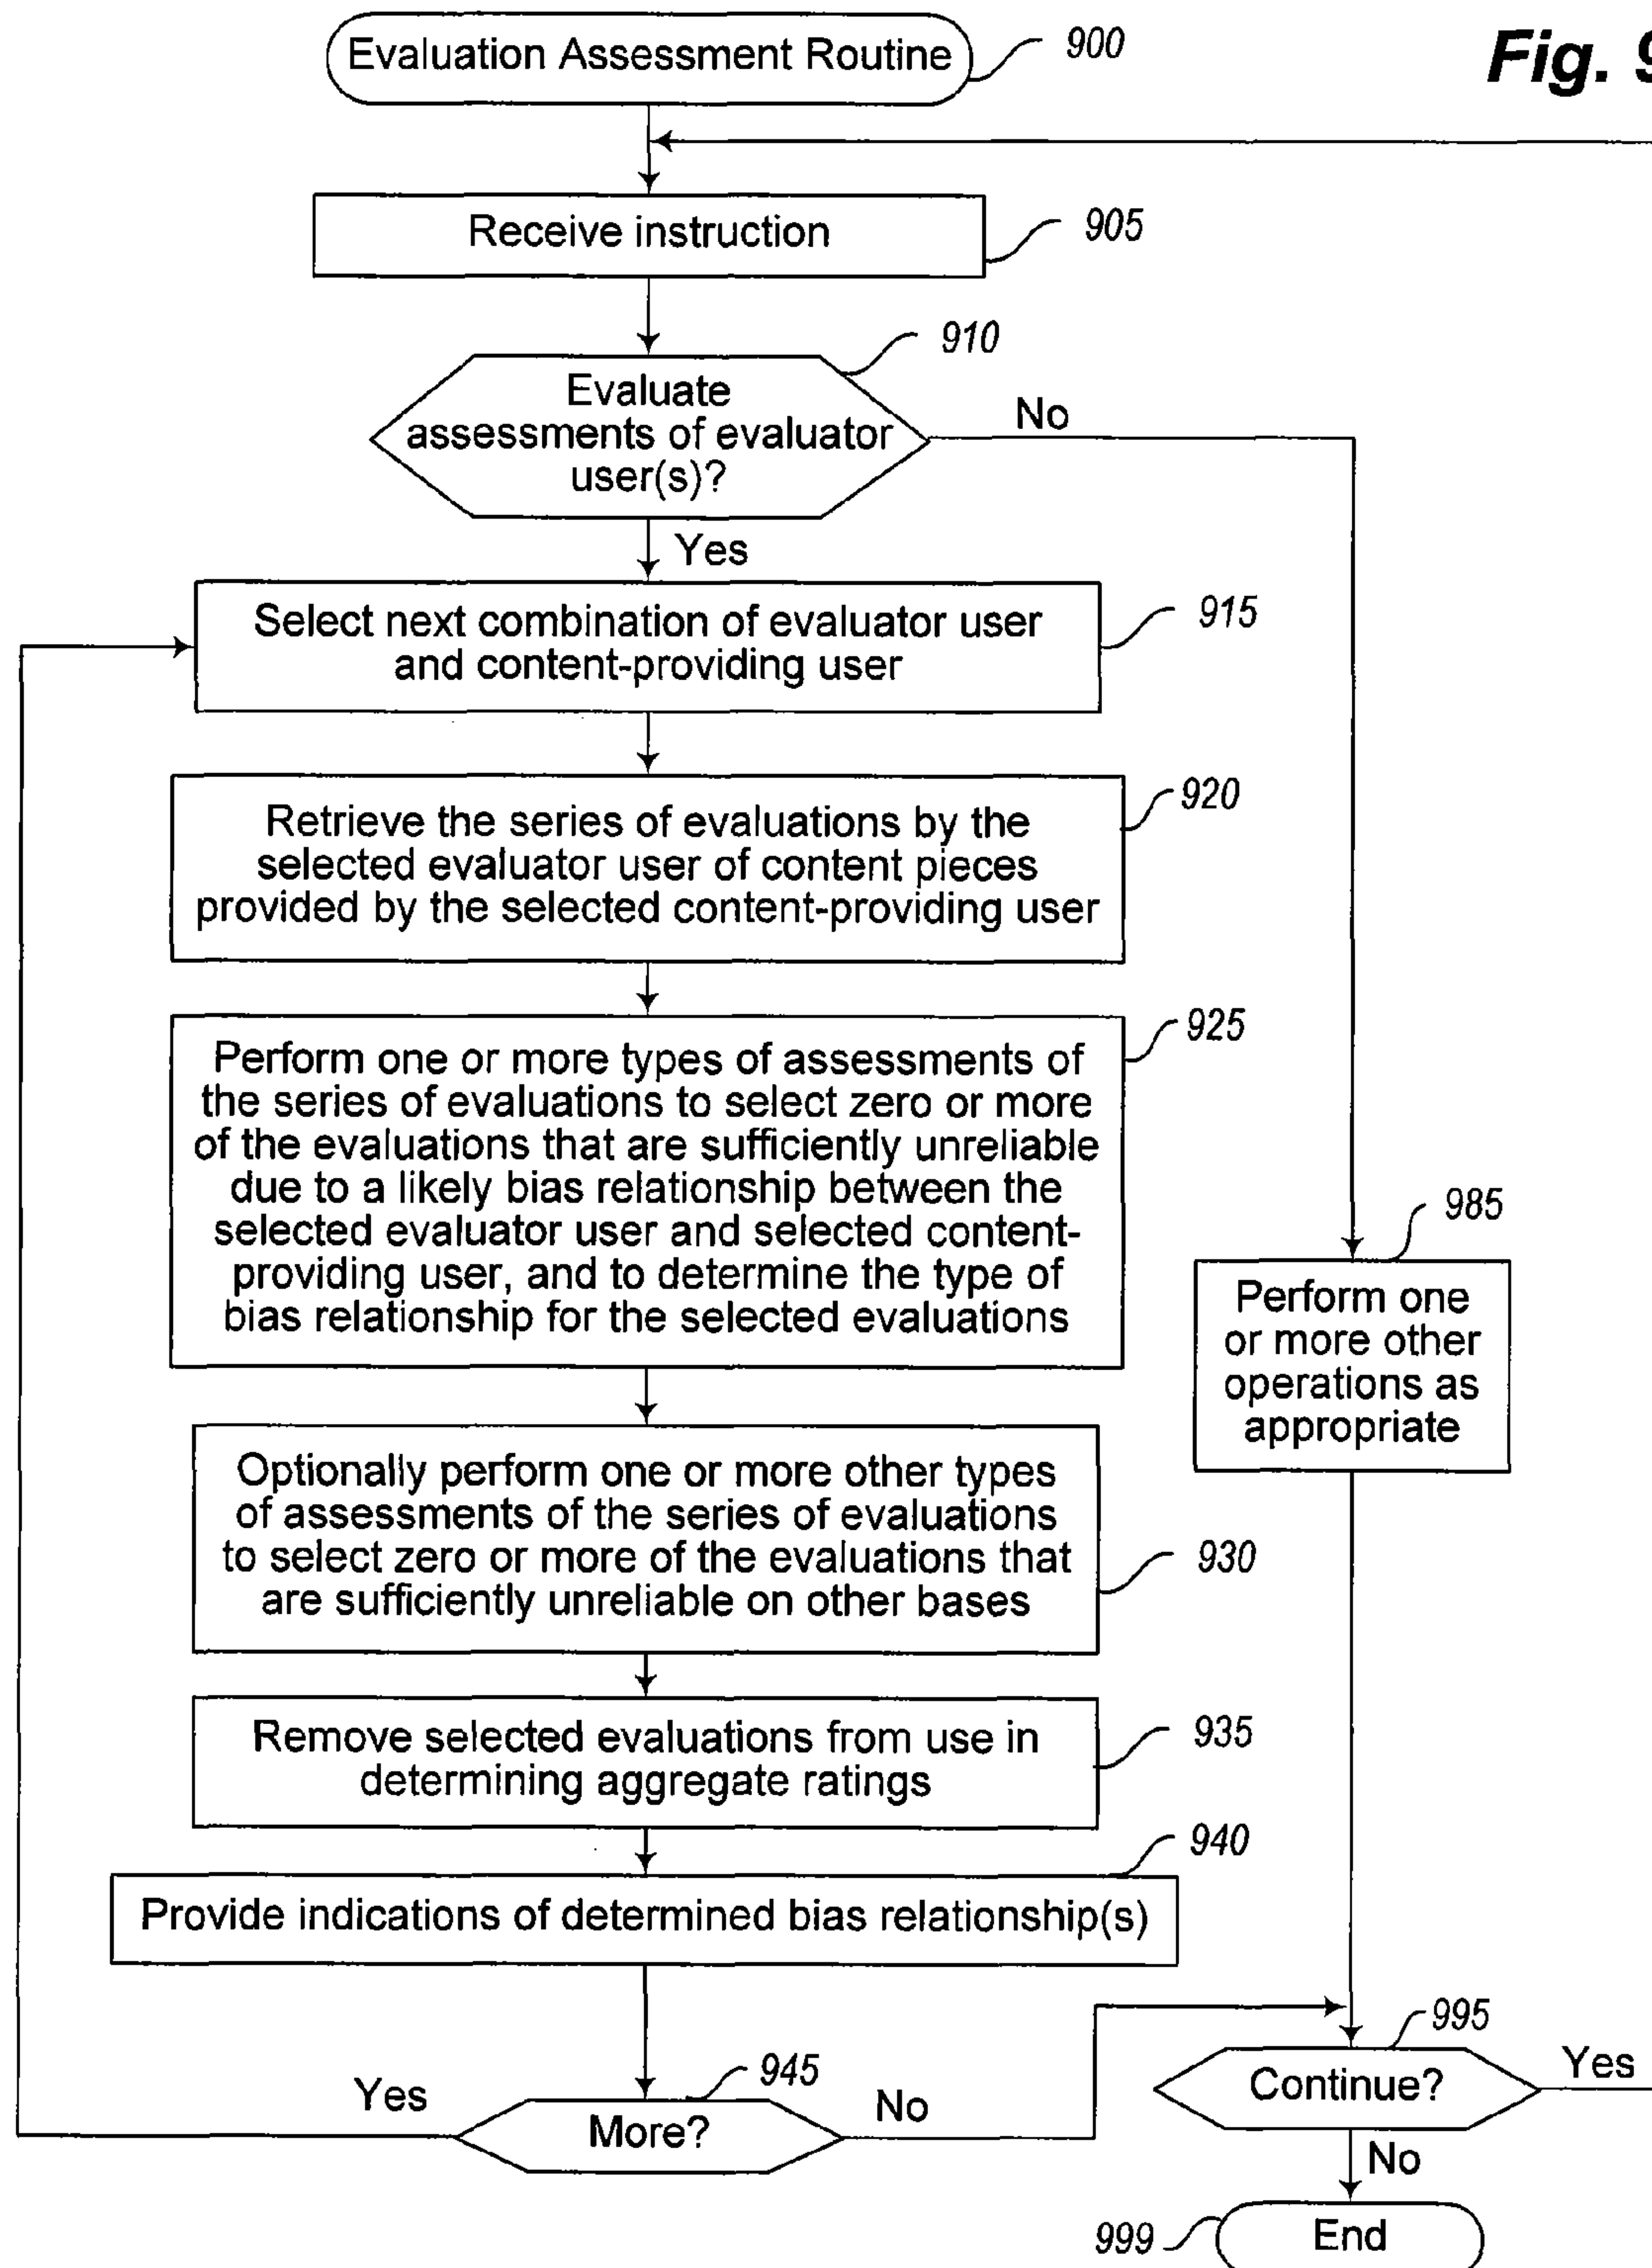 Evaluation Assessment Routine
900
Fig. 9
Receive instruction
905
910
Evaluate
assessments of evaluator
user(s)?
No
Yes
Select next combination of evaluator user
and content-providing user
915
920
Retrieve the series of evaluations by the
selected evaluator user of content pieces
provided by the selected content-providing user
925
Perform one or more types of assessments of
the series of evaluations to select zero or more
of the evaluations that are sufficiently unreliable
due to a likely bias relationship between the
selected evaluator user and selected content-
providing user, and to determine the type of
bias relationship for the selected evaluations
985
Perform one
or more other
operations as
appropriate
Optionally perform one or more other types
of assessments of the series of evaluations
to select zero or more of the evaluations that
are sufficiently unreliable on other bases
930
Remove selected evaluations from use in
determining aggregate ratings
935
940
Provide indications of determined bias relationship(s)
945
Yes
More?
No
995
Continue?
Yes
No
999
End